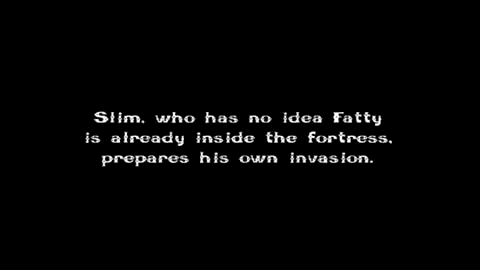 Slim, who has no idea Fatty
is already inside the fortress,
prepares his own invasion.